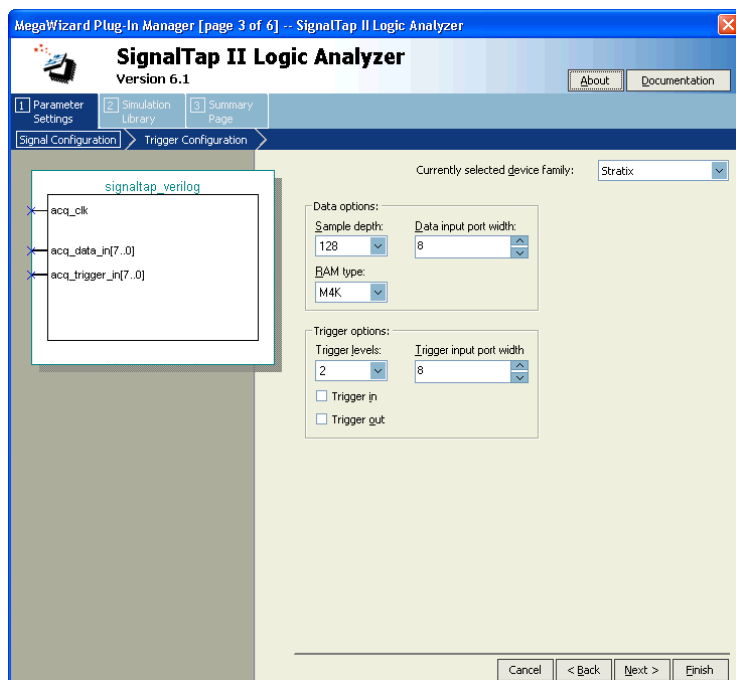 MegaWizard Plug-In Manager [page 3 of 6] -- SignalTap II Logic Analyzer
SignalTap II Logic Analyzer
Version 6.1
About
Documentation
1 Parameter Settings
2 Simulation Library
3 Summary Page
Signal Configuration
Trigger Configuration
Currently selected device family:
Stratix
signaltap_verilog
acq_clk
acq_data_in[7..0]
acq_trigger_in[7..0]
Data options:
Sample depth:
Data input port width:
128
8
RAM type:
M4K
Trigger options:
Trigger levels:
Trigger input port width
2
8
Trigger in
Trigger out
Cancel
< Back
Next >
Finish